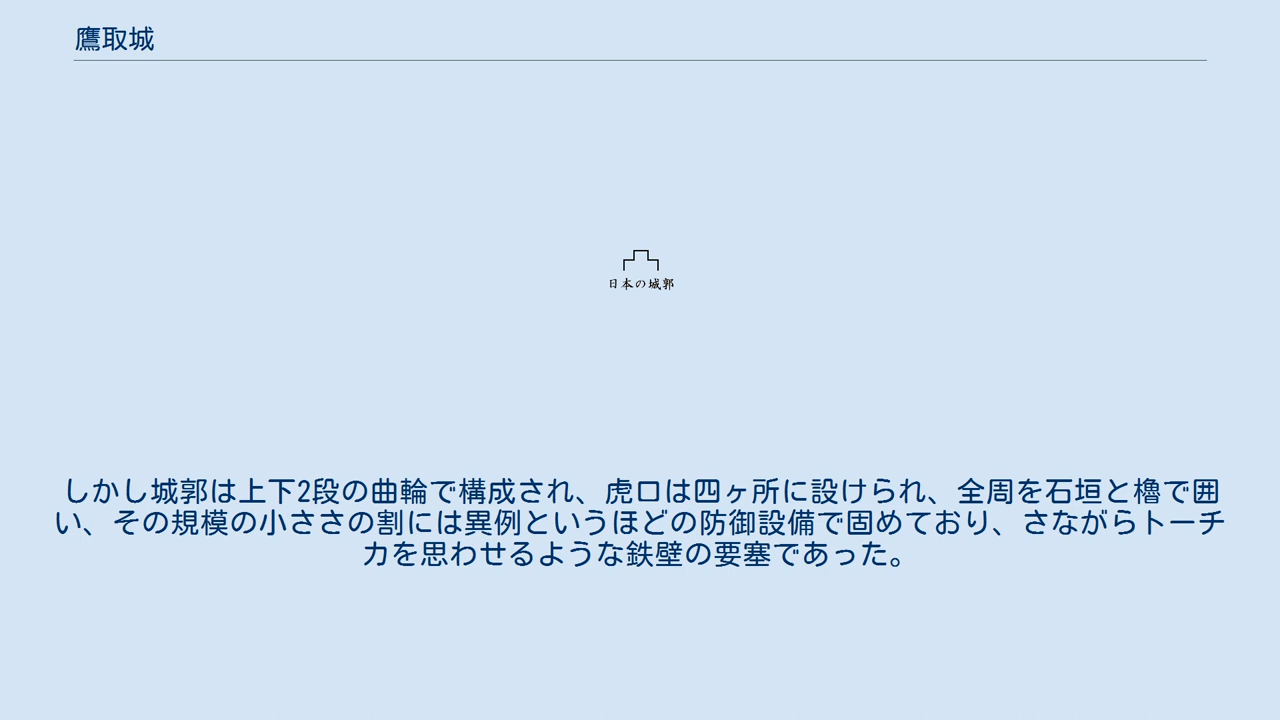 鷹取城
日本の城郭
しかし城郭は上下2段の曲輪で構成され、虎口は四ヶ所に設けられ、全周を石垣と櫓で囲
い、その規模の小ささの割には異例というほどの防御設備で固めており、さながらトーチ
カを思わせるような鉄壁の要塞であった。